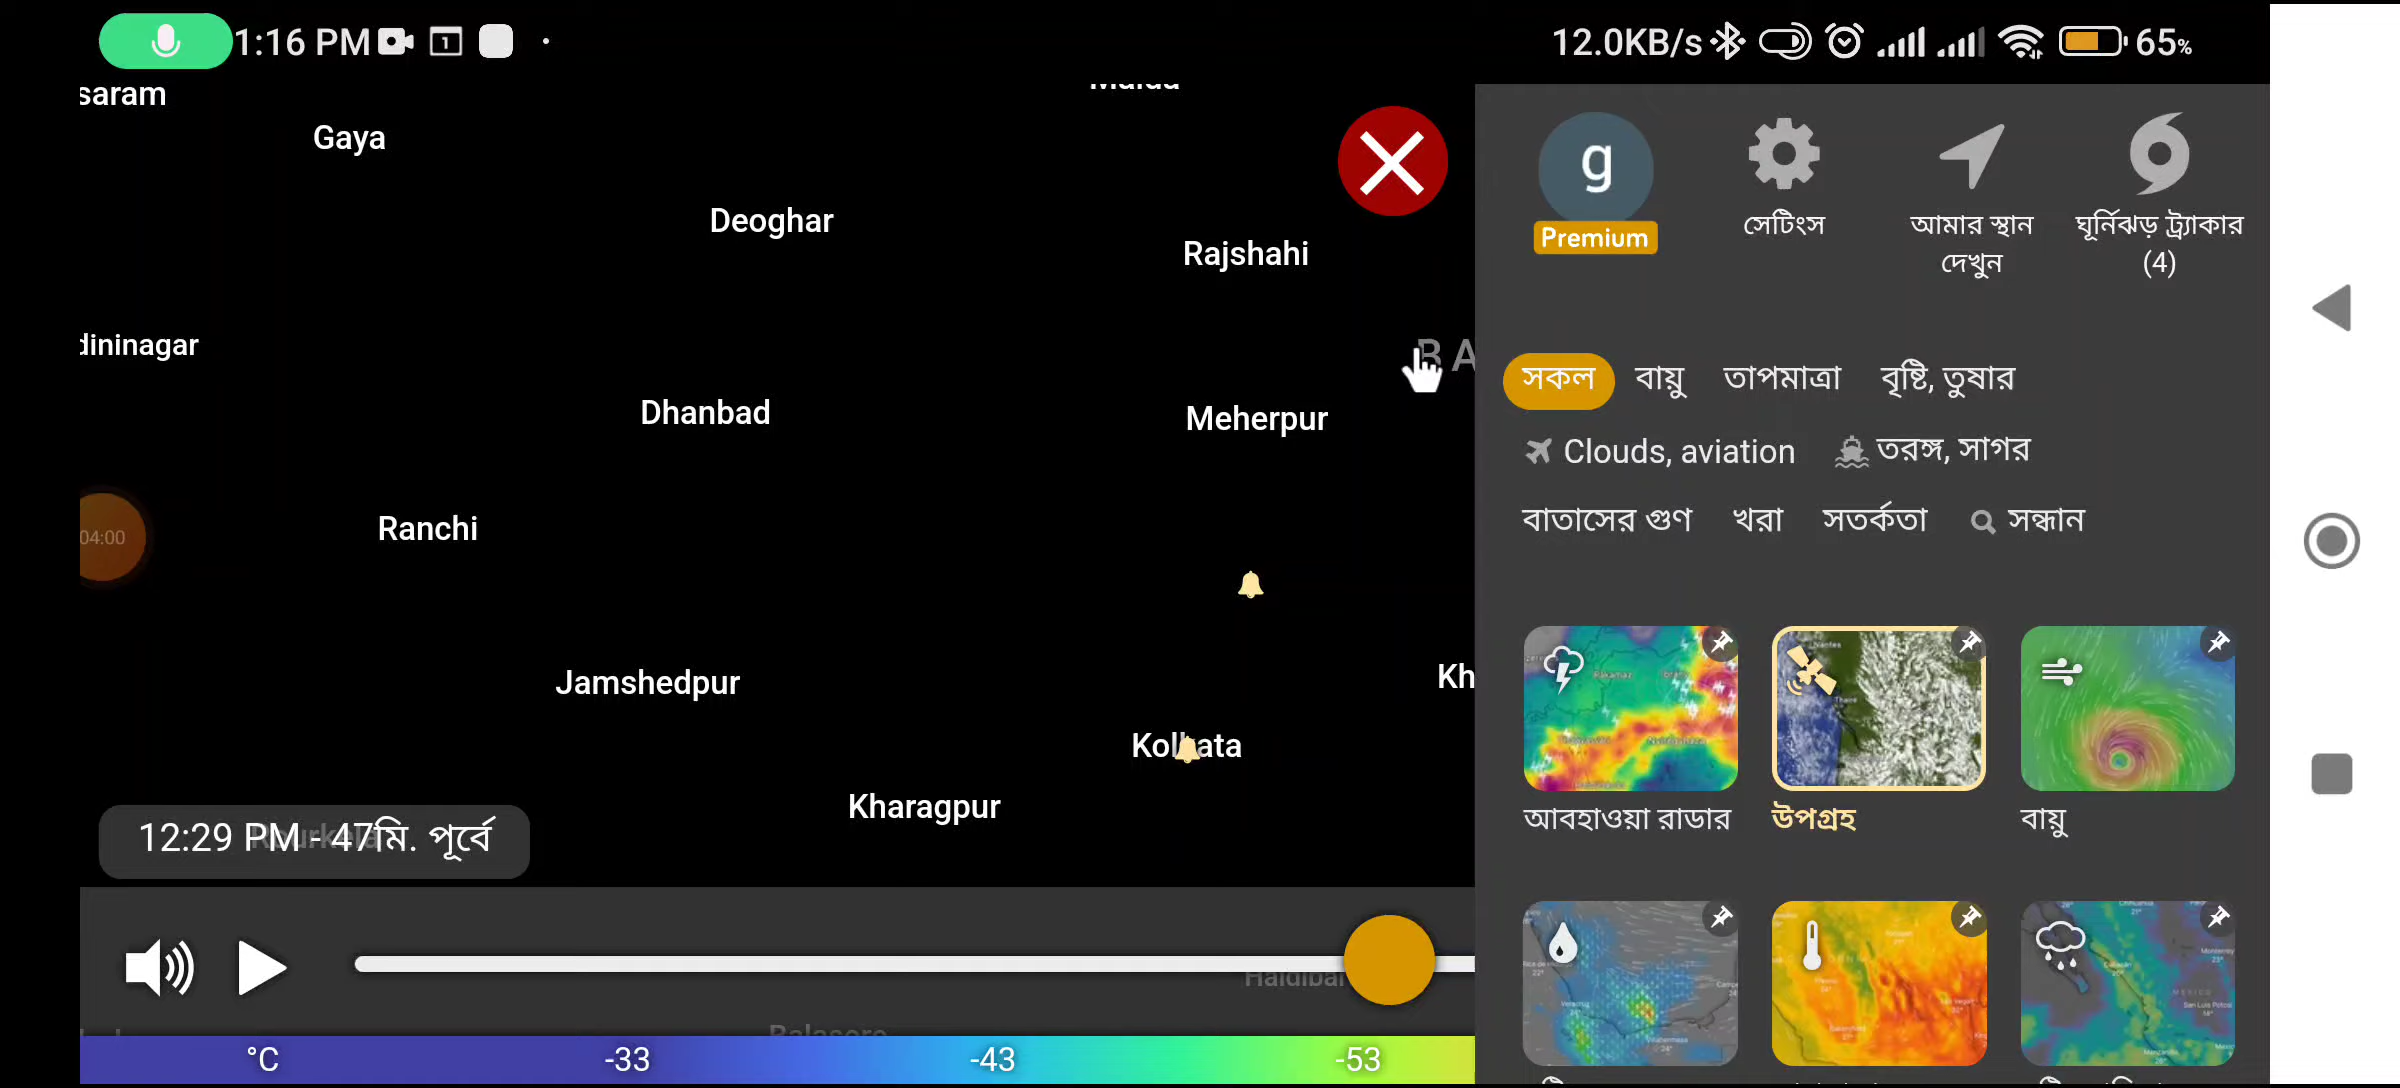 1:16 PM
12.0KB/s 65%
saram
Gaya
Deoghar
Rajshahi
dininagar
B A
Dhanbad
Meherpur
04:00
Ranchi
Jamshedpur
Kh
Kolkata
Kharagpur
12:29 PM - 47মি. পূর্বে
Haldibar
Balasore
°C -33 -43 -53
g
Premium
সেটিংস
আমার স্থান দেখুন
ঘূর্নিঝড় ট্র্যাকার (4)
সকল বায়ু তাপমাত্রা বৃষ্টি, তুষার
Clouds, aviation তরঙ্গ, সাগর
বাতাসের গুণ খরা সতর্কতা সন্ধান
আবহাওয়া রাডার উপগ্রহ বায়ু